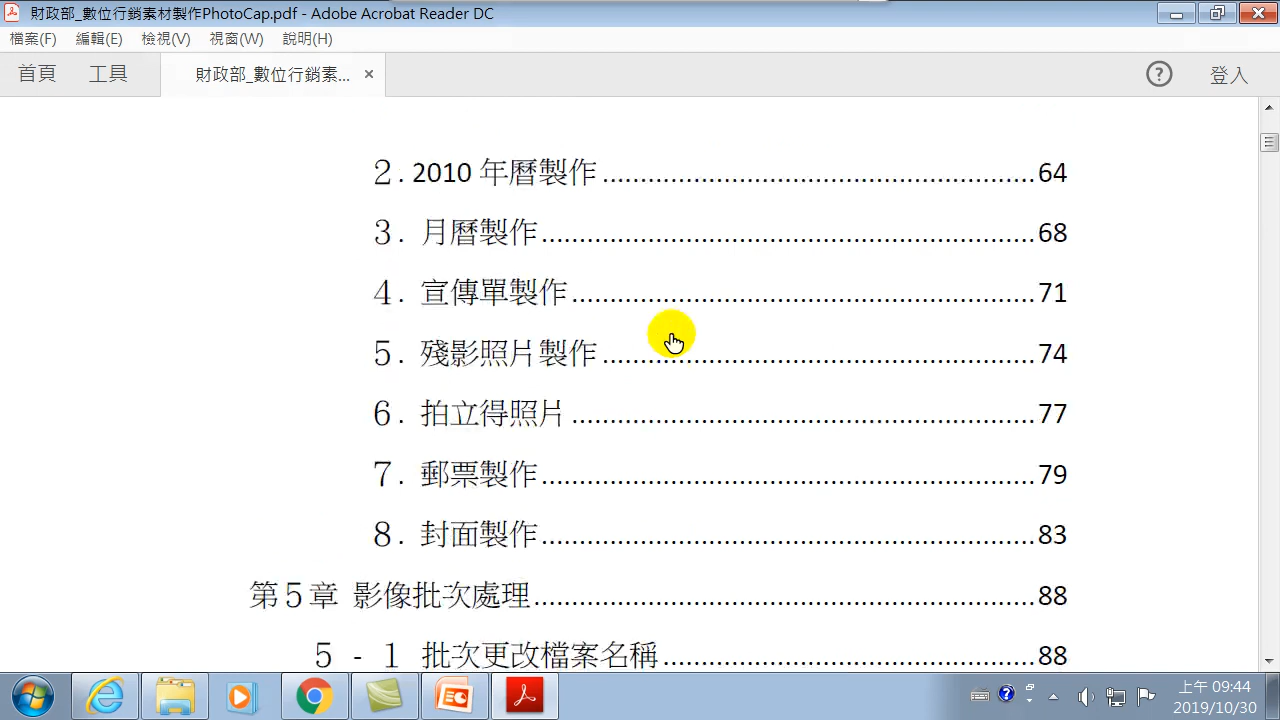 財政部_數位行銷素材製作PhotoCap.pdf - Adobe Acrobat Reader DC
檔案(F) 編輯(E) 檢視(V) 視窗(W) 說明(H)
首頁 工具 財政部_數位行銷素... × ? 登入
２. 2010 年曆製作 64
３. 月曆製作 68
４. 宣傳單製作 71
５. 殘影照片製作 74
６. 拍立得照片 77
７. 郵票製作 79
８. 封面製作 83
第５章 影像批次處理 88
５-１ 批次更改檔案名稱 88
上午 09:44
2019/10/30